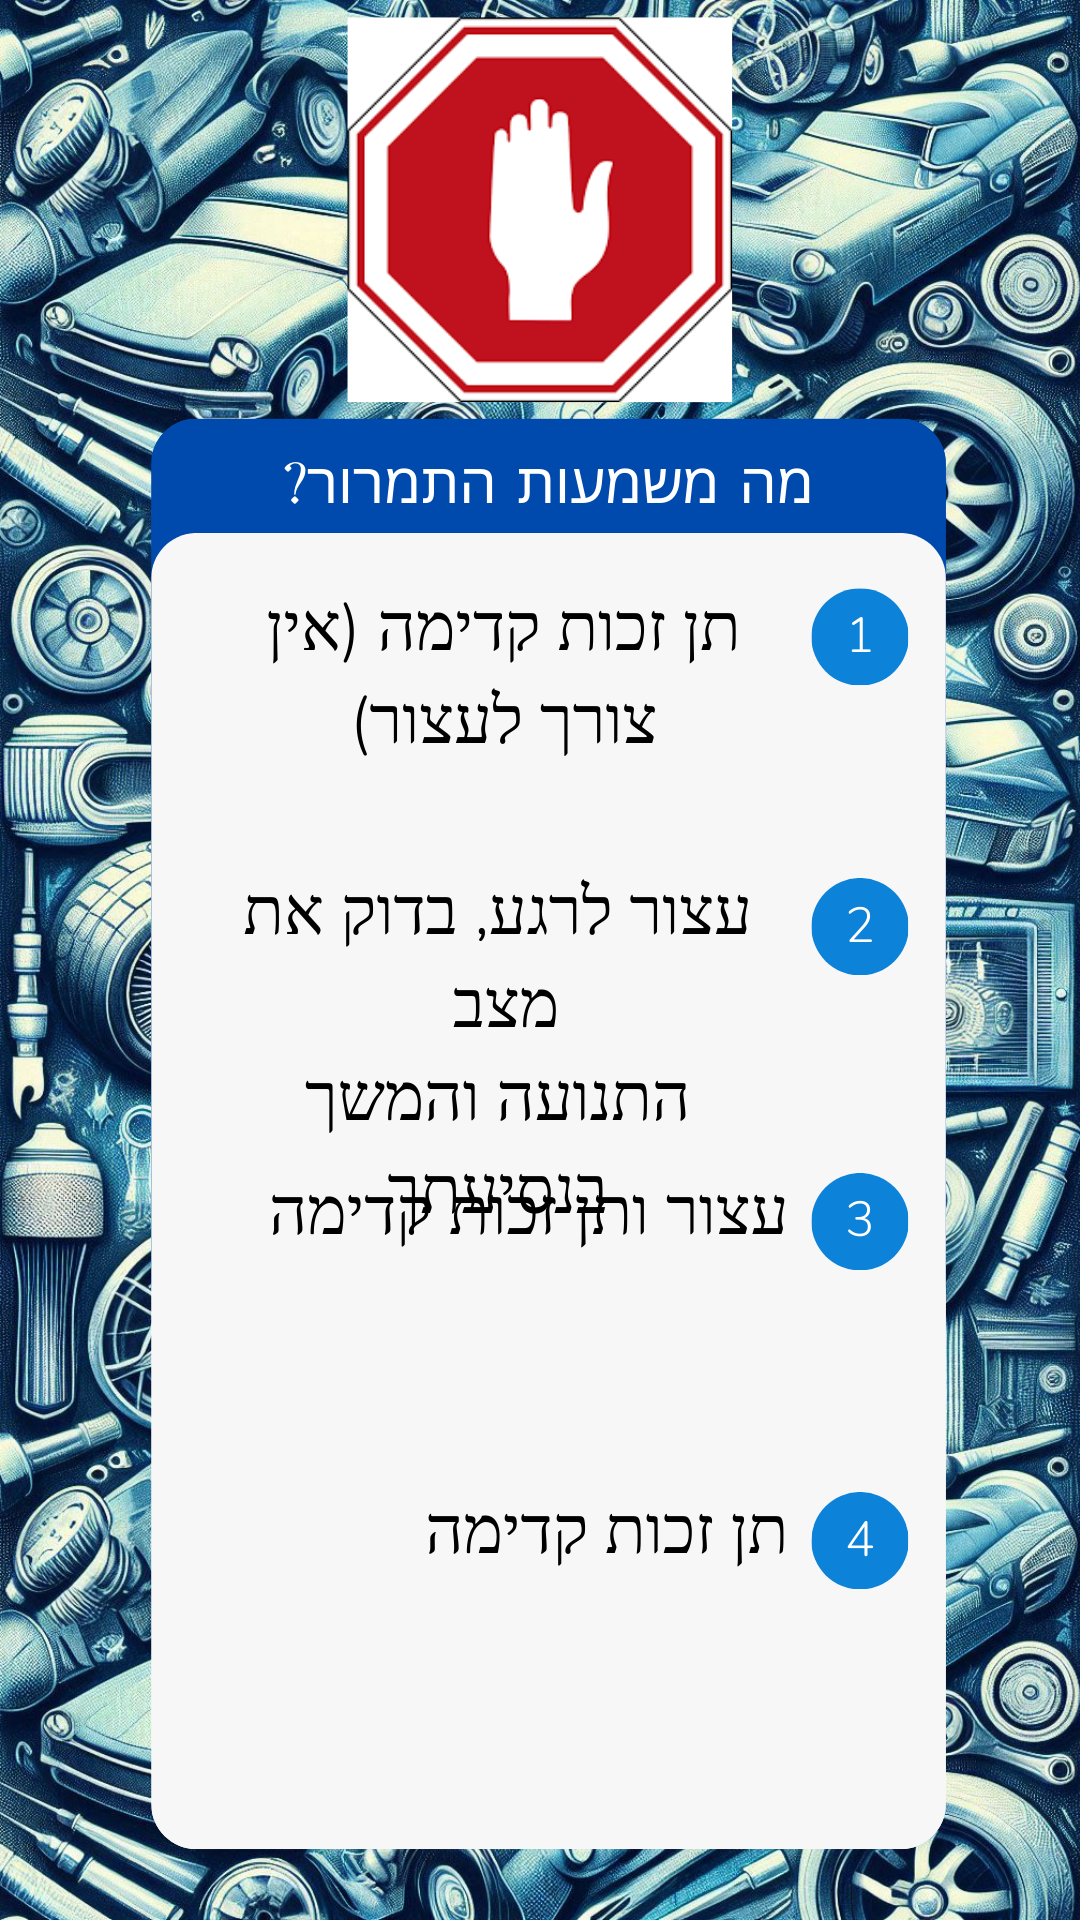 מה משמעות התמרור?
1
תן זכות קדימה (אין
צורך לעצור)
2
עצור לרגע, בדוק את
מצב
התנועה והמשך
בנסיעתך
3
עצור ותן זכות קדימה
4
תן זכות קדימה